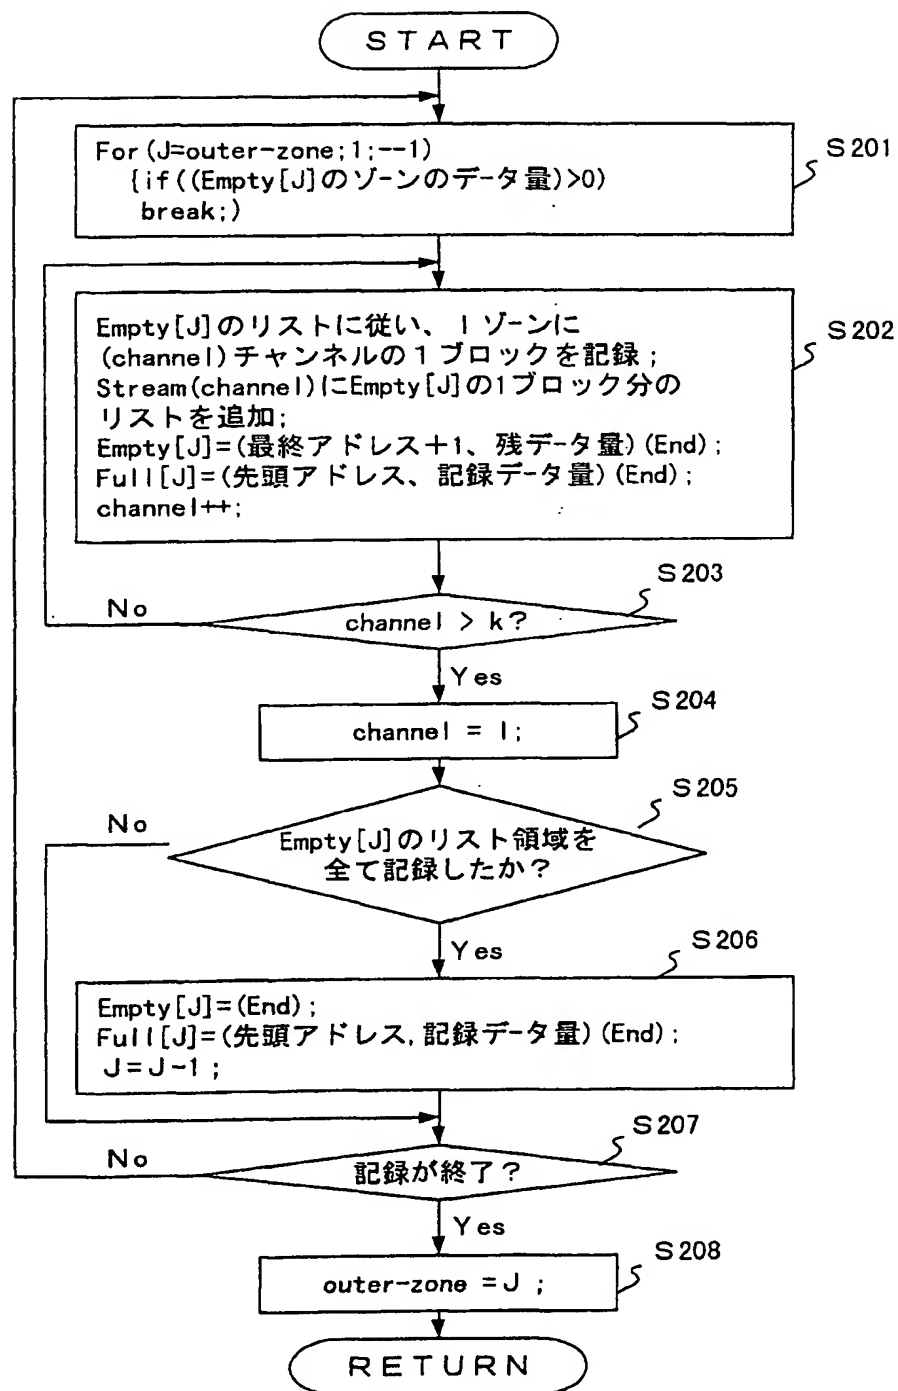 START
For(J=outer-zone;1;--1)
{if((Empty[J]のゾーンのデータ量)>0)
break;)
S201
Empty[J]のリストに従い、1ゾーンに
(channel)チャンネルの1ブロックを記録;
Stream(channel)にEmpty[J]の1ブロック分の
リストを追加;
Empty[J]=(最終アドレス+1、残データ量)(End);
Full[J]=(先頭アドレス、記録データ量)(End);
channel++;
S202
channel > k?
S203
No
Yes
channel = 1;
S204
Empty[J]のリスト領域を
全て記録したか?
S205
No
Yes
Empty[J]=(End);
Full[J]=(先頭アドレス,記録データ量)(End);
J=J-1;
S206
記録が終了?
S207
No
Yes
outer-zone =J ;
S208
RETURN